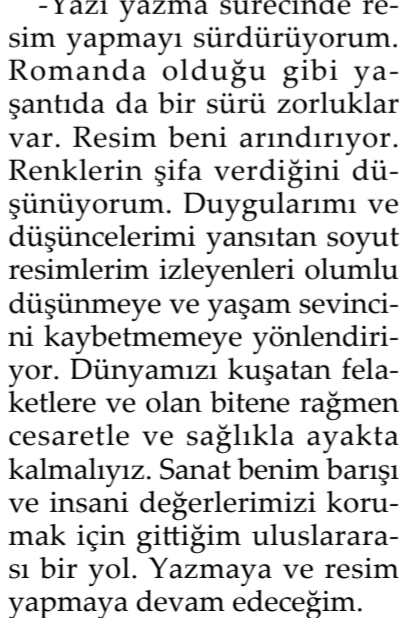 -Yazı yazma sürecinde re-
sim yapmayı sürdürüyorum.
Romanda olduğu gibi ya-
şantıda da bir sürü zorluklar
var. Resim beni arındırıyor.
Renklerin şifa verdiğini dü-
şünüyorum. Duygularımı ve
düşüncelerimi yansıtan soyut
resimlerim izleyenleri olumlu
düşünmeye ve yaşam sevinci-
ni kaybetmemeye yönlendiri-
yor. Dünyamızı kuşatan fela-
ketlere ve olan bitene rağmen
cesaretle ve sağlıkla ayakta
kalmalıyız. Sanat benim barışı
ve insani değerlerimizi koru-
mak için gittiğim uluslarara-
sı bir yol. Yazmaya ve resim
yapmaya devam edeceğim.